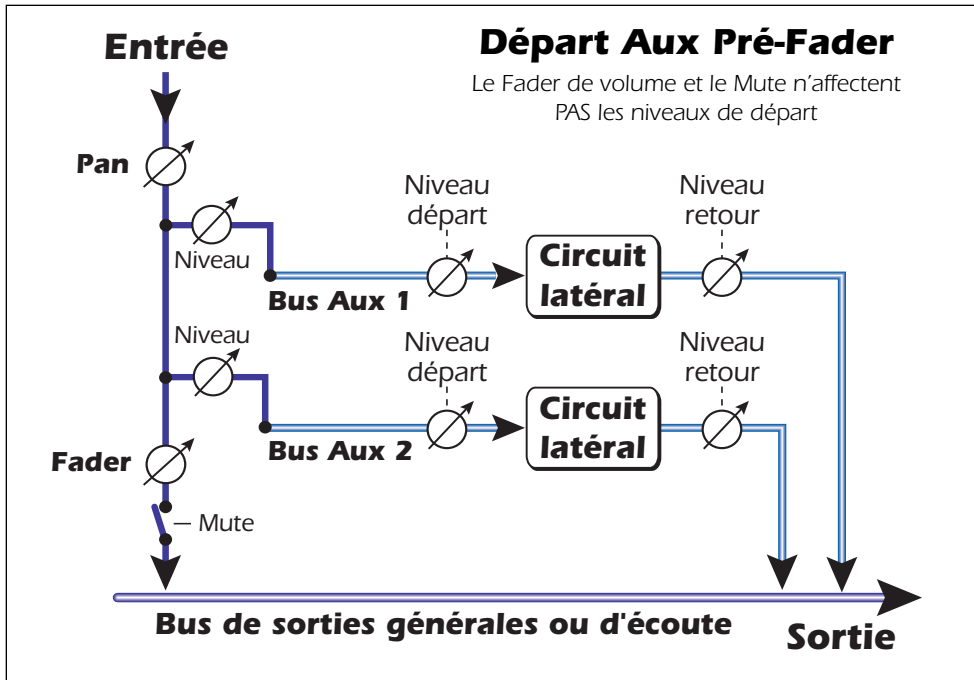 Entrée
Départ Aux Pré-Fader
Le Fader de volume et le Mute n’affectent
PAS les niveaux de départ
Pan
Niveau
départ
Niveau
retour
Niveau
Bus Aux 1
Circuit
latéral
Niveau
Niveau
départ
Niveau
retour
Bus Aux 2
Circuit
latéral
Fader
Mute
Bus de sorties générales ou d'écoute
Sortie